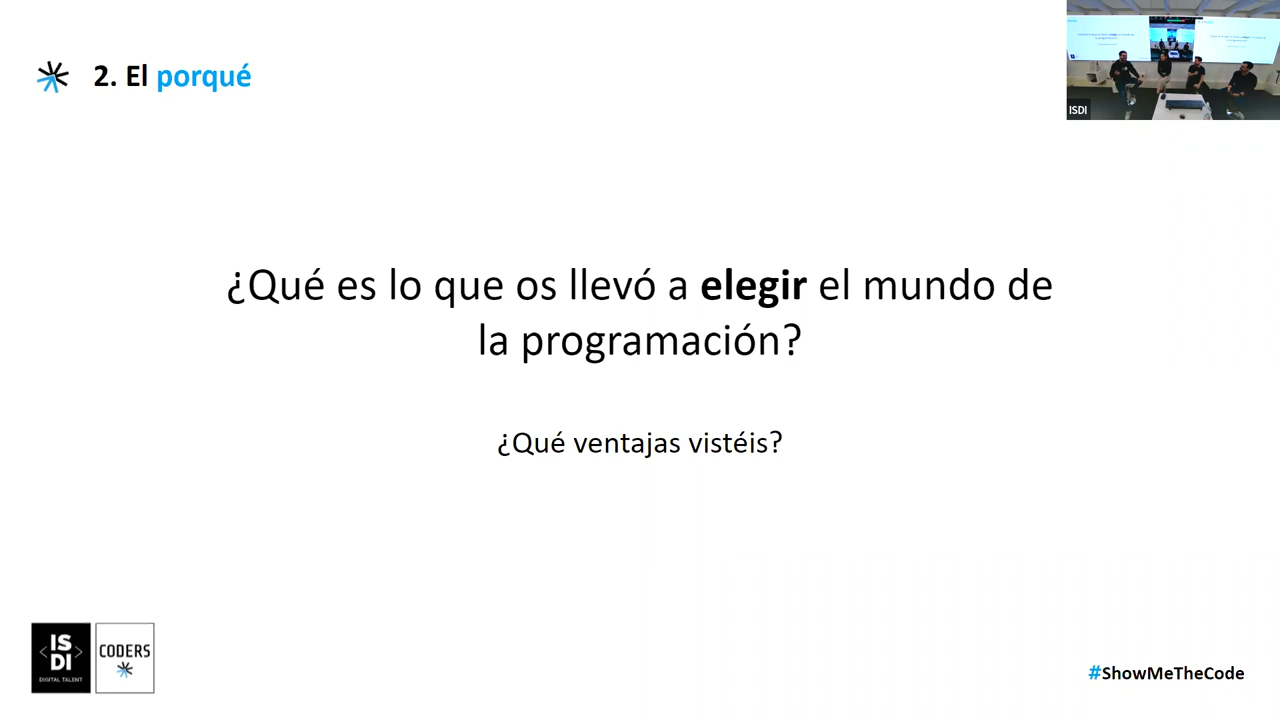 2. El porqué
ISDI
¿Qué es lo que os llevó a elegir el mundo de
la programación?
¿Qué ventajas vistéis?
<IS
DI>
DIGITAL TALENT
CODERS
#ShowMeTheCode